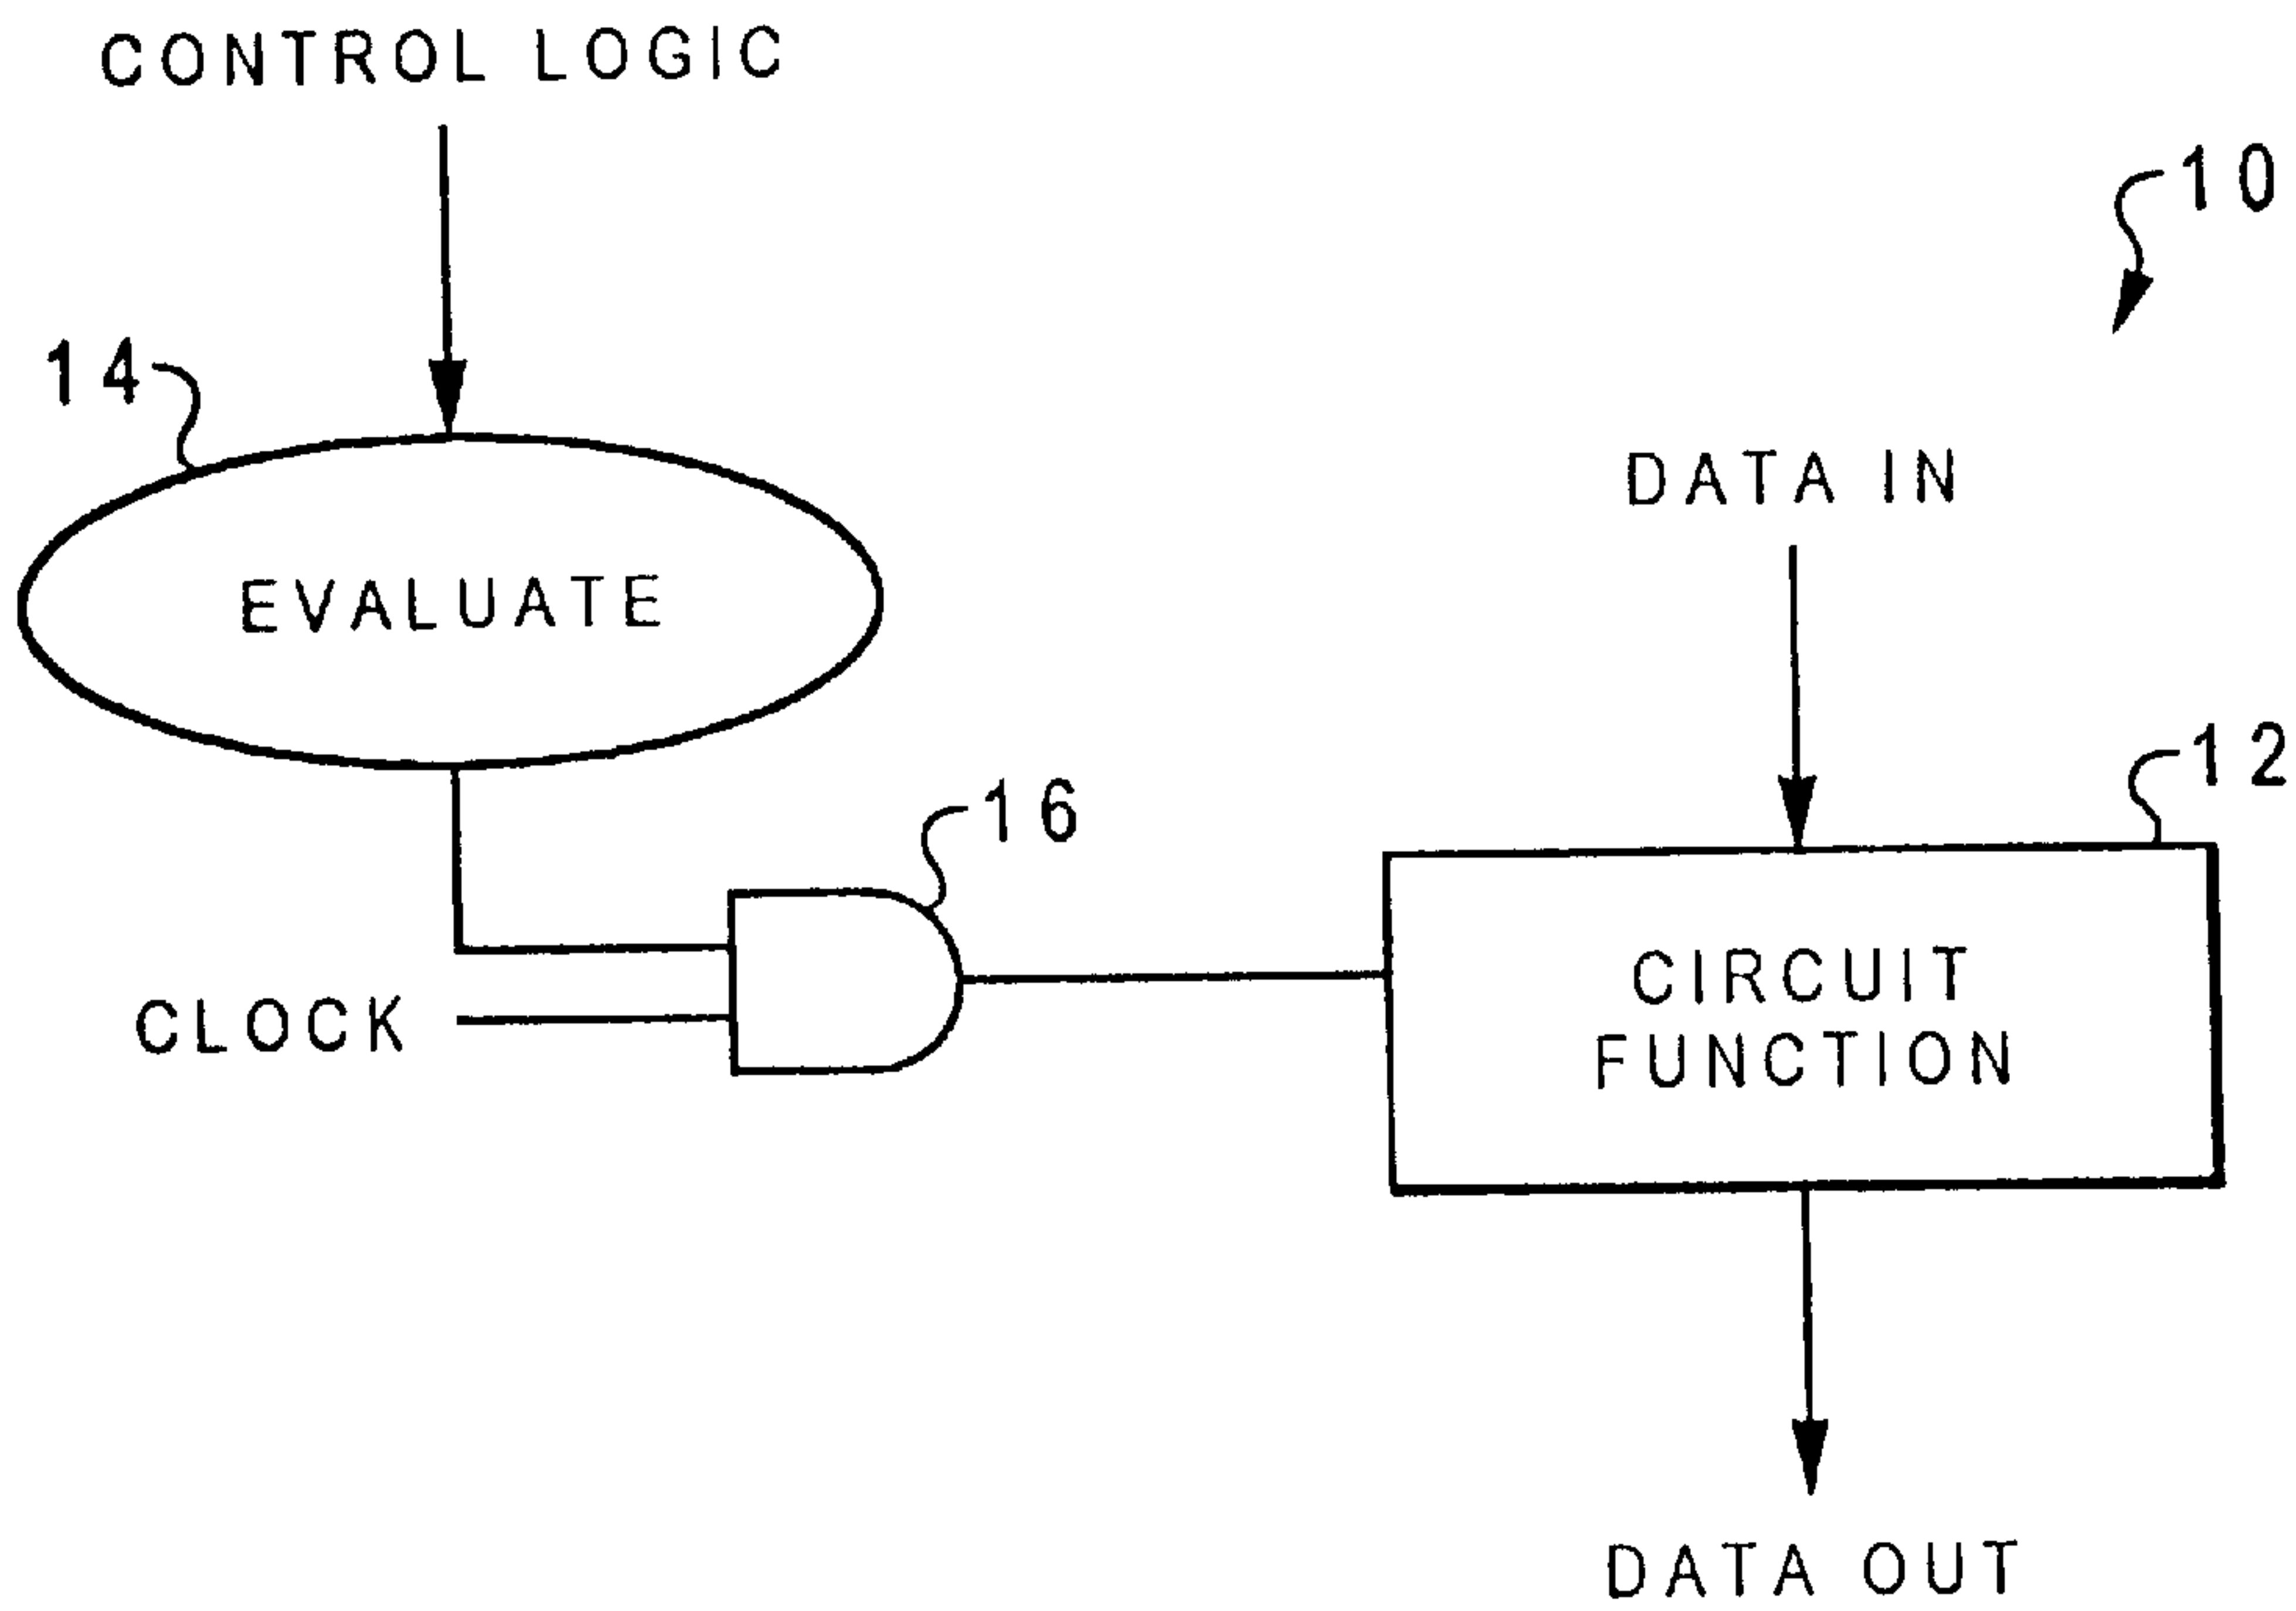 CONTROL LOGIC
10
14
DATA IN
EVALUATE
12
16
CIRCUIT
FUNCTION
CLOCK
DATA OUT